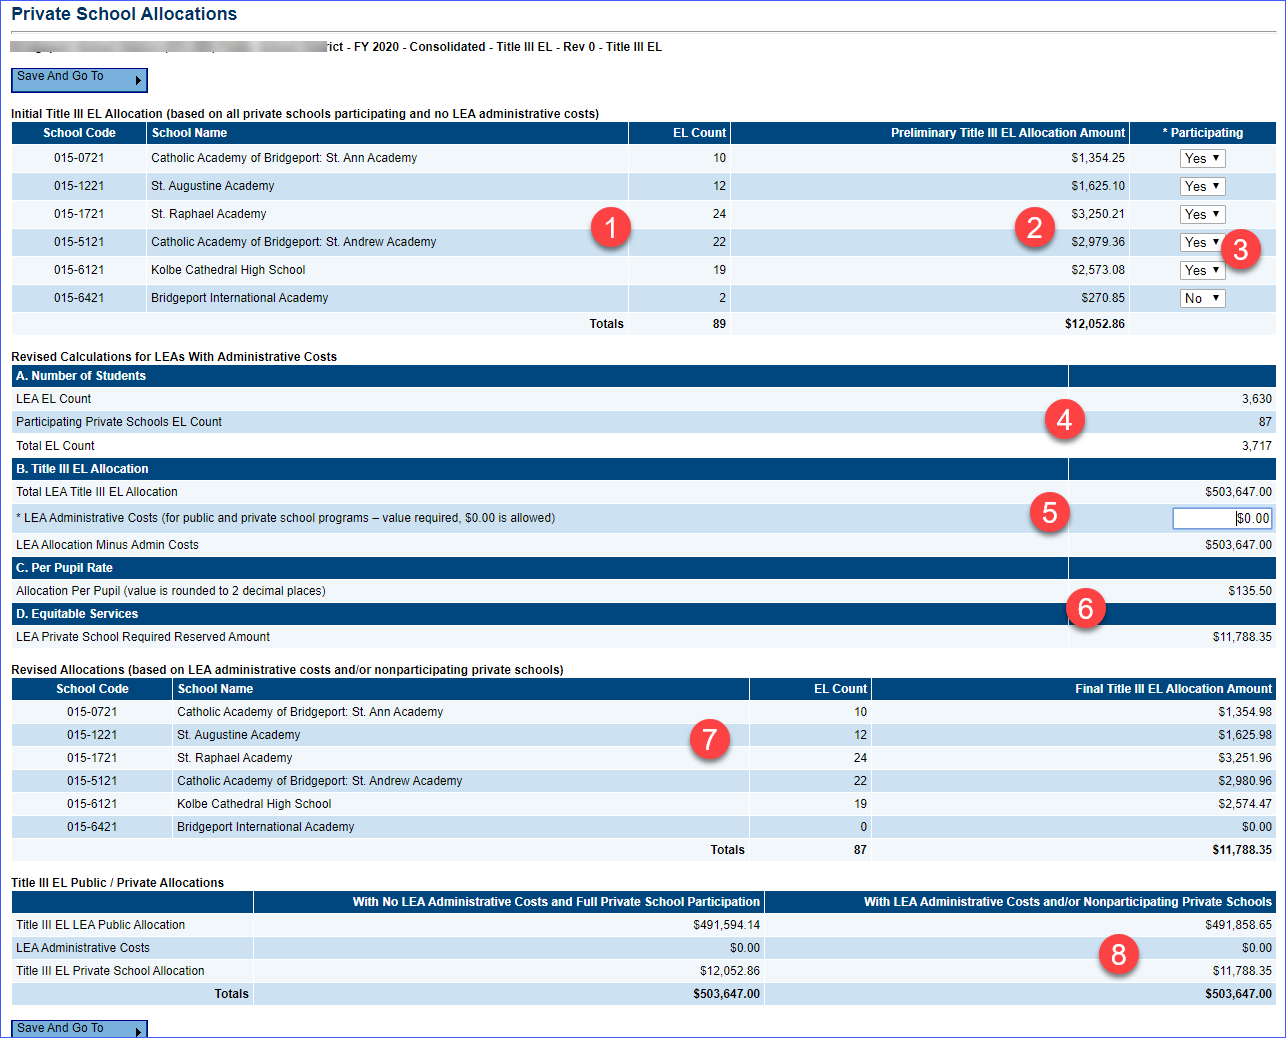 Private School Allocations
rict - FY 2020 - Consolidated - Title III EL - Rev 0 - Title III EL
Save And Go To
Initial Title III EL Allocation (based on all private schools participating and no LEA administrative costs)
School Code School Name EL Count Preliminary Title III EL Allocation Amount * Participating
015-0721 Catholic Academy of Bridgeport: St. Ann Academy 10 $1,354.25 Yes
015-1221 St. Augustine Academy 12 $1,625.10 Yes
015-1721 St. Raphael Academy 24 $3,250.21 Yes
1 2
015-5121 Catholic Academy of Bridgeport: St. Andrew Academy 22 $2,979.36 Yes
3
015-6121 Kolbe Cathedral High School 19 $2,573.08 Yes
015-6421 Bridgeport International Academy 2 $270.85 No
Totals 89 $12,052.86
Revised Calculations for LEAs With Administrative Costs
A. Number of Students
LEA EL Count 3,630
Participating Private Schools EL Count 4 87
Total EL Count 3,717
B. Title III EL Allocation
Total LEA Title III EL Allocation $503,647.00
* LEA Administrative Costs (for public and private school programs – value required, $0.00 is allowed) 5 $0.00
LEA Allocation Minus Admin Costs $503,647.00
C. Per Pupil Rate
Allocation Per Pupil (value is rounded to 2 decimal places) $135.50
D. Equitable Services 6
LEA Private School Required Reserved Amount $11,788.35
Revised Allocations (based on LEA administrative costs and/or nonparticipating private schools)
School Code School Name EL Count Final Title III EL Allocation Amount
015-0721 Catholic Academy of Bridgeport: St. Ann Academy 10 $1,354.98
015-1221 St. Augustine Academy 7 12 $1,625.98
015-1721 St. Raphael Academy 24 $3,251.96
015-5121 Catholic Academy of Bridgeport: St. Andrew Academy 22 $2,980.96
015-6121 Kolbe Cathedral High School 19 $2,574.47
015-6421 Bridgeport International Academy 0 $0.00
Totals 87 $11,788.35
Title III EL Public / Private Allocations
With No LEA Administrative Costs and Full Private School Participation With LEA Administrative Costs and/or Nonparticipating Private Schools
Title III EL LEA Public Allocation $491,594.14 $491,858.65
LEA Administrative Costs $0.00 8 $0.00
Title III EL Private School Allocation $12,052.86 $11,788.35
Totals $503,647.00 $503,647.00
Save And Go To